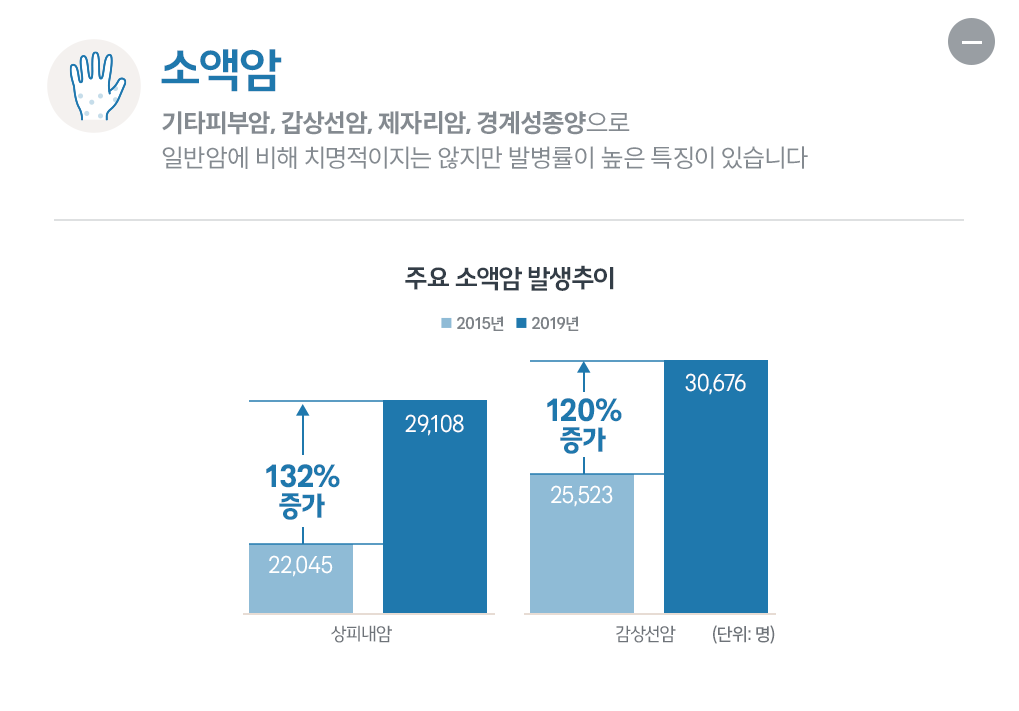 소액암
기타피부암, 갑상선암, 제자리암, 경계성종양으로
일반암에 비해 치명적이지는 않지만 발병률이 높은 특징이 있습니다
주요 소액암 발생추이
2015년 2019년
30,676
120%
증가
29,108
132%
증가
25,523
22,045
상피내암 감상선암 (단위: 명)